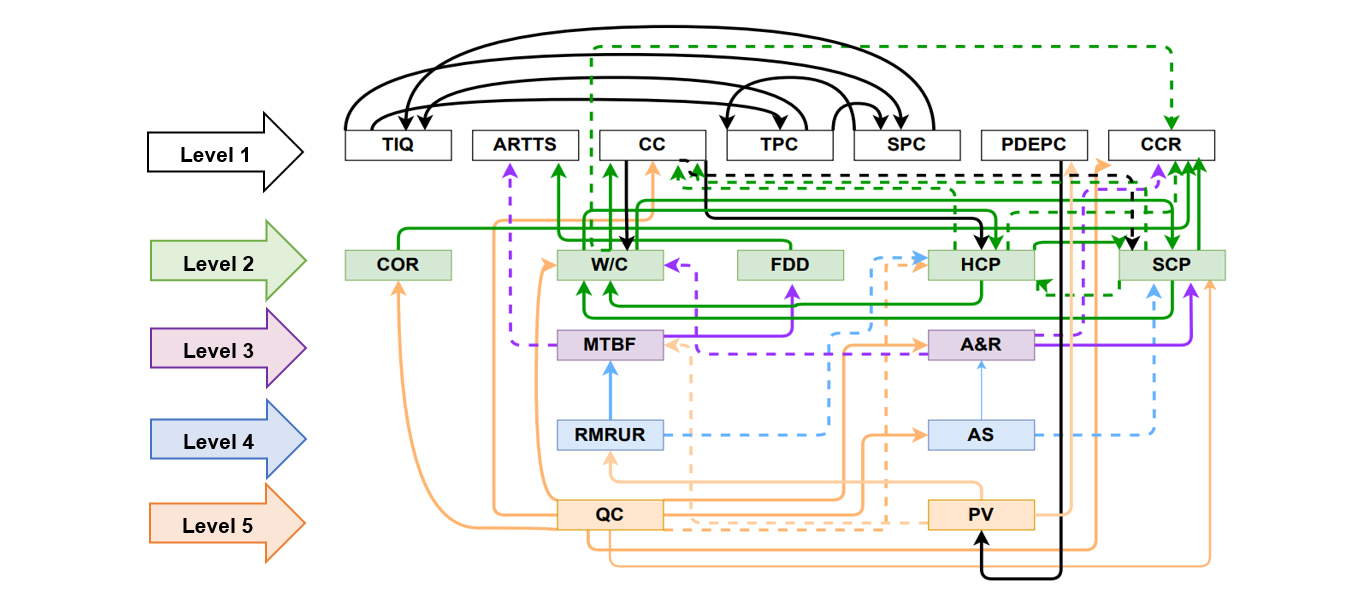 Level 1
TIQ
ARTTS
CC
TPC
SPC
PDEPC
CCR
Level 2
COR
W/C
FDD
HCP
SCP
Level 3
MTBF
A&R
Level 4
RMRUR
AS
Level 5
QC
PV